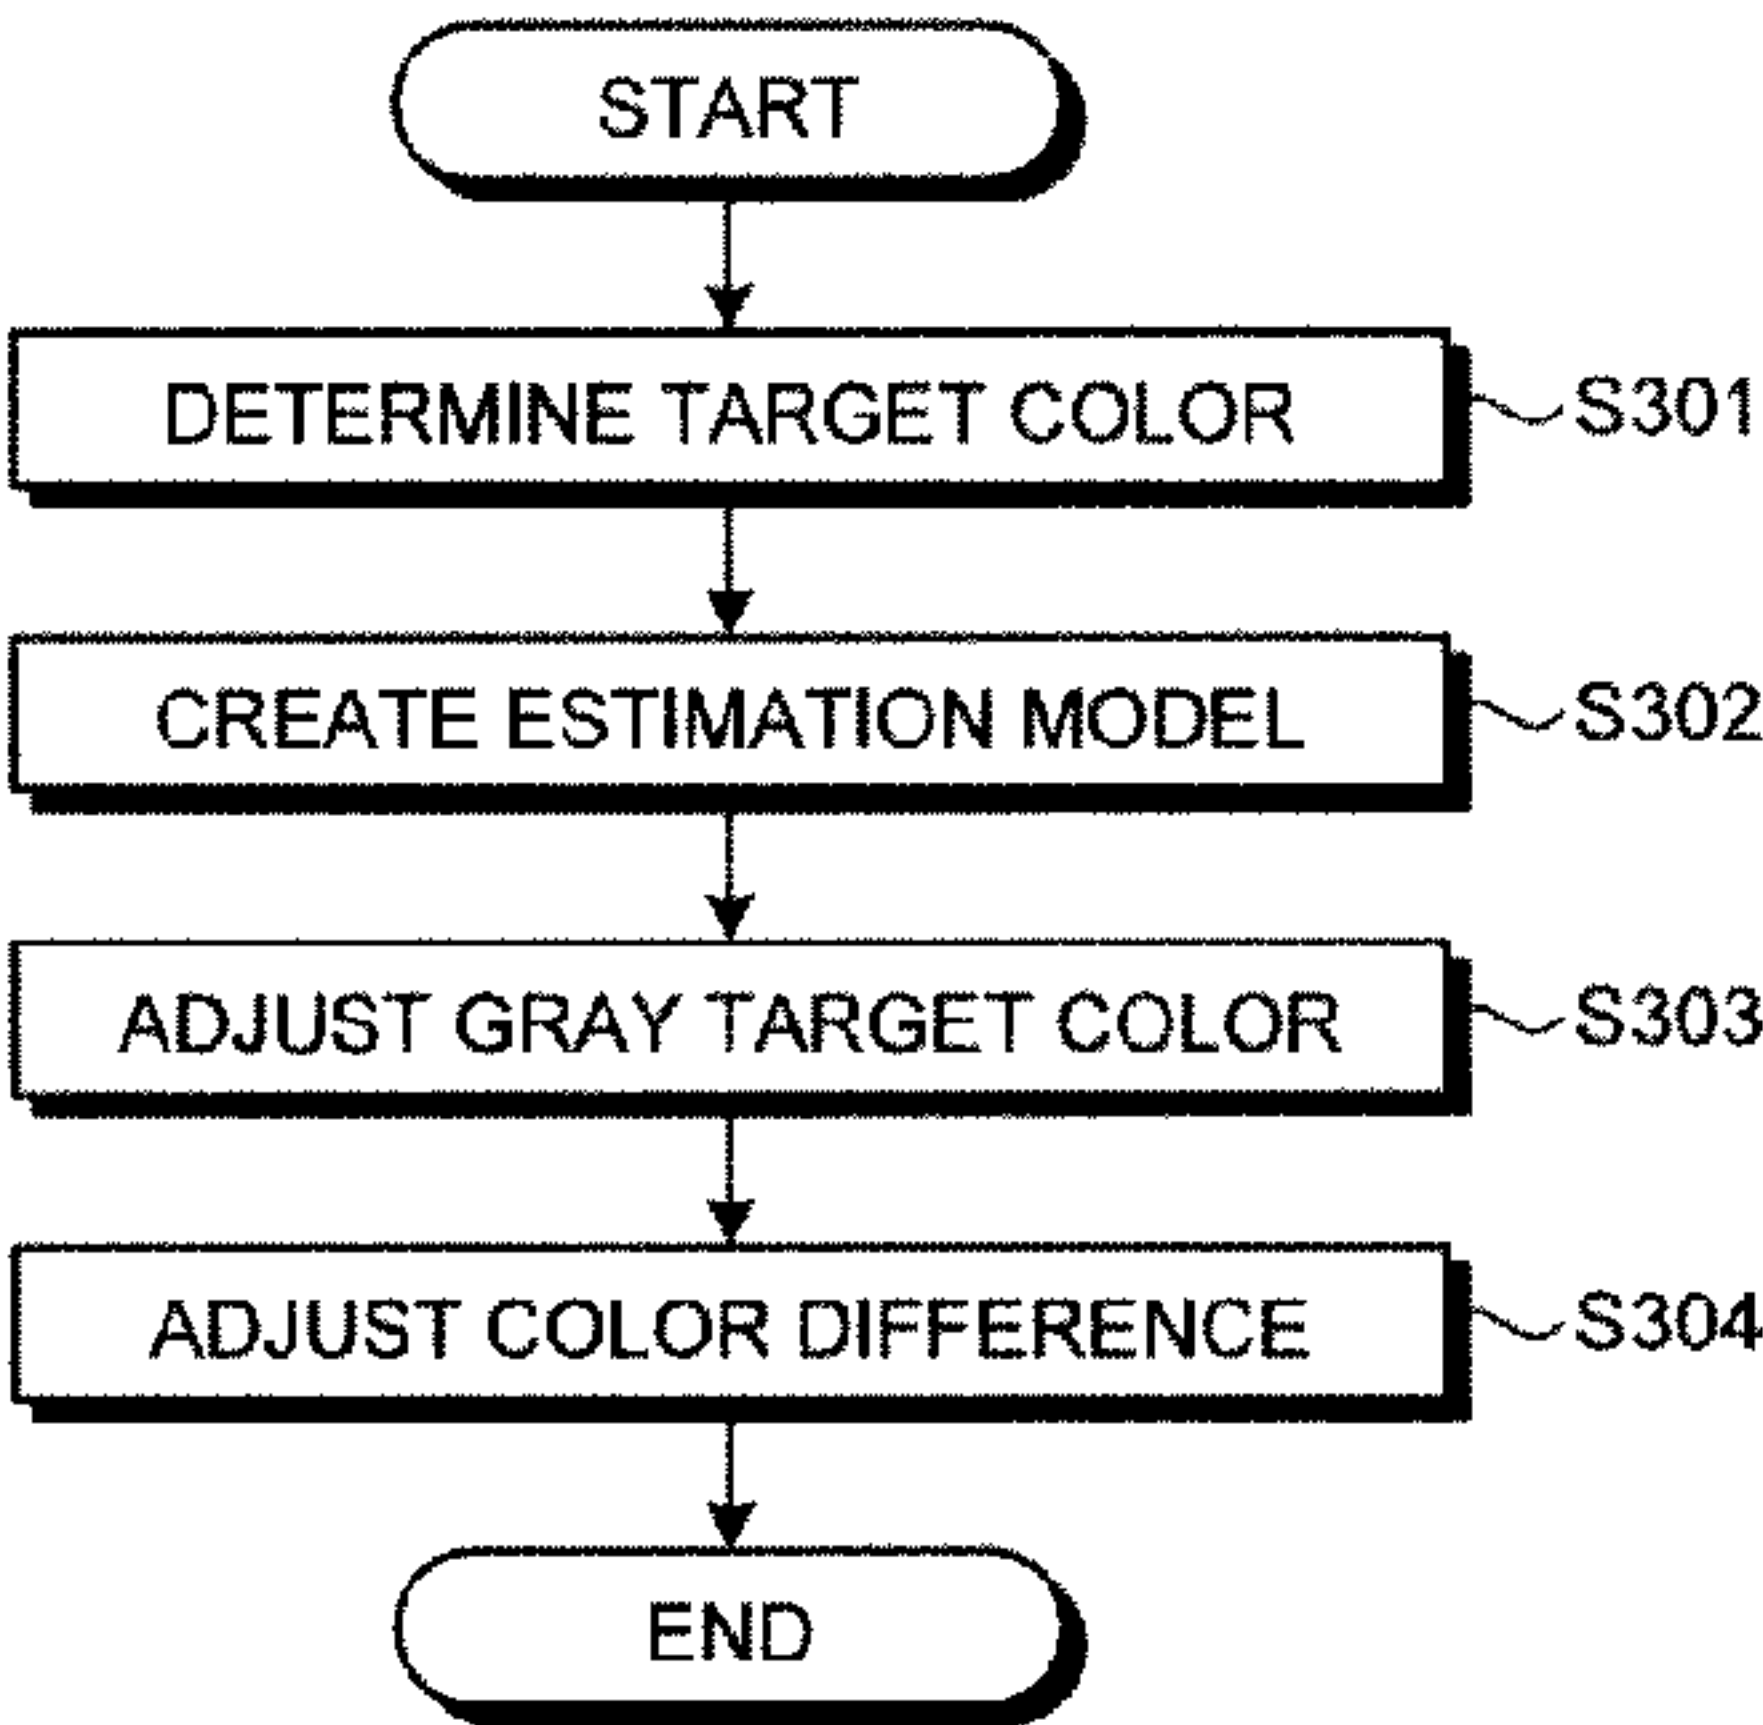 START
DETERMINE TARGET COLOR
S301
CREATE ESTIMATION MODEL
S302
ADJUST GRAY TARGET COLOR
S303
ADJUST COLOR DIFFERENCE
S304
END